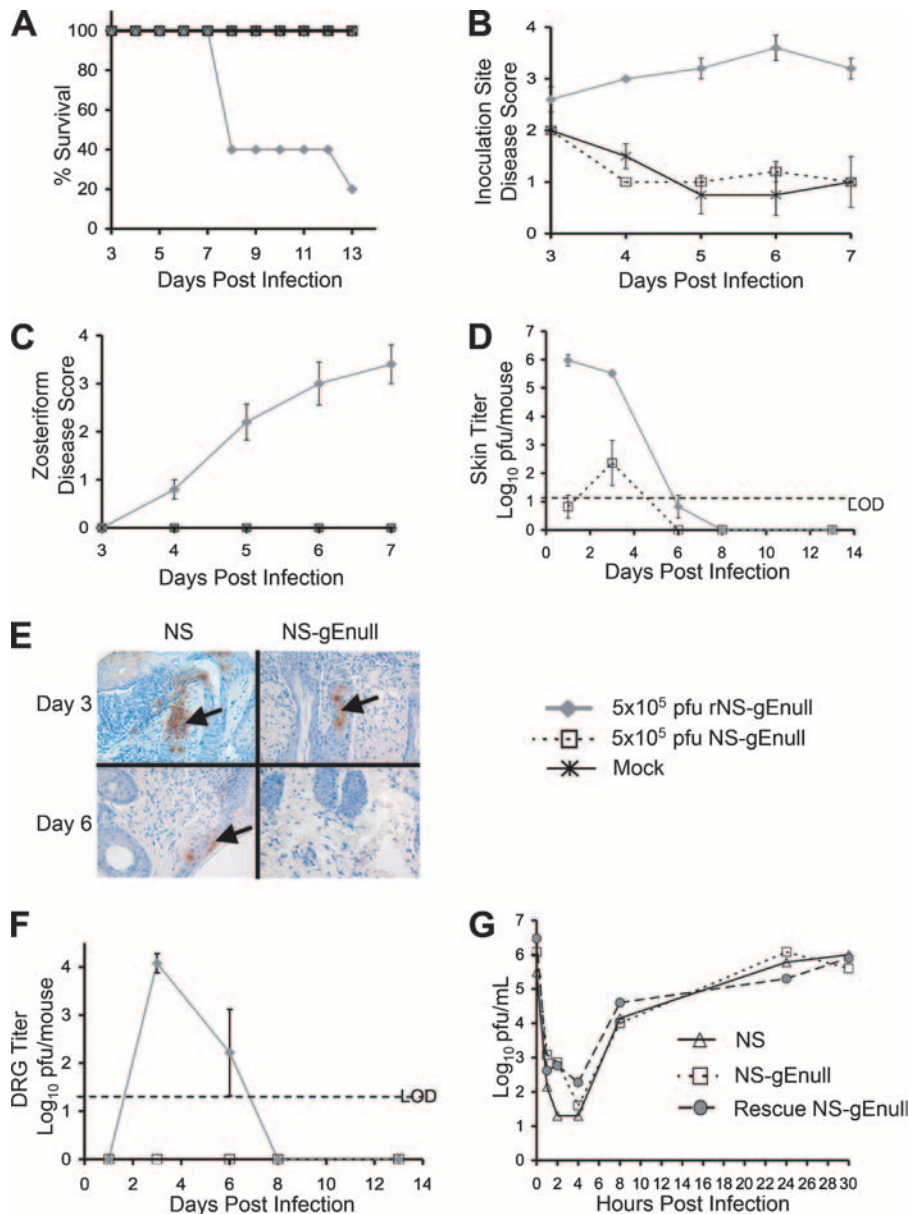 A
% Survival
100
80
60
40
20
0
3 5 7 9 11 13
Days Post Infection
B
Inoculation Site
Disease Score
4
3
2
1
0
3 4 5 6 7
Days Post Infection
C
Zosteriform
Disease Score
4
3
2
1
0
3 4 5 6 7
Days Post Infection
D
Skin Titer
Log10 pfu/mouse
7
6
5
4
3
2
1
0
LOD
0 2 4 6 8 10 12 14
Days Post Infection
E
NS NS-gEnull
Day 3
Day 6
5x10⁵ pfu rNS-gEnull
5x10⁵ pfu NS-gEnull
Mock
F
DRG Titer
Log10 pfu/mouse
4
3
2
1
0
LOD
0 2 4 6 8 10 12 14
Days Post Infection
G
Log10 pfu/mL
7
6
5
4
3
2
1
0
NS
NS-gEnull
Rescue NS-gEnull
0 2 4 6 8 10 12 14 16 18 20 22 24 26 28 30
Hours Post Infection